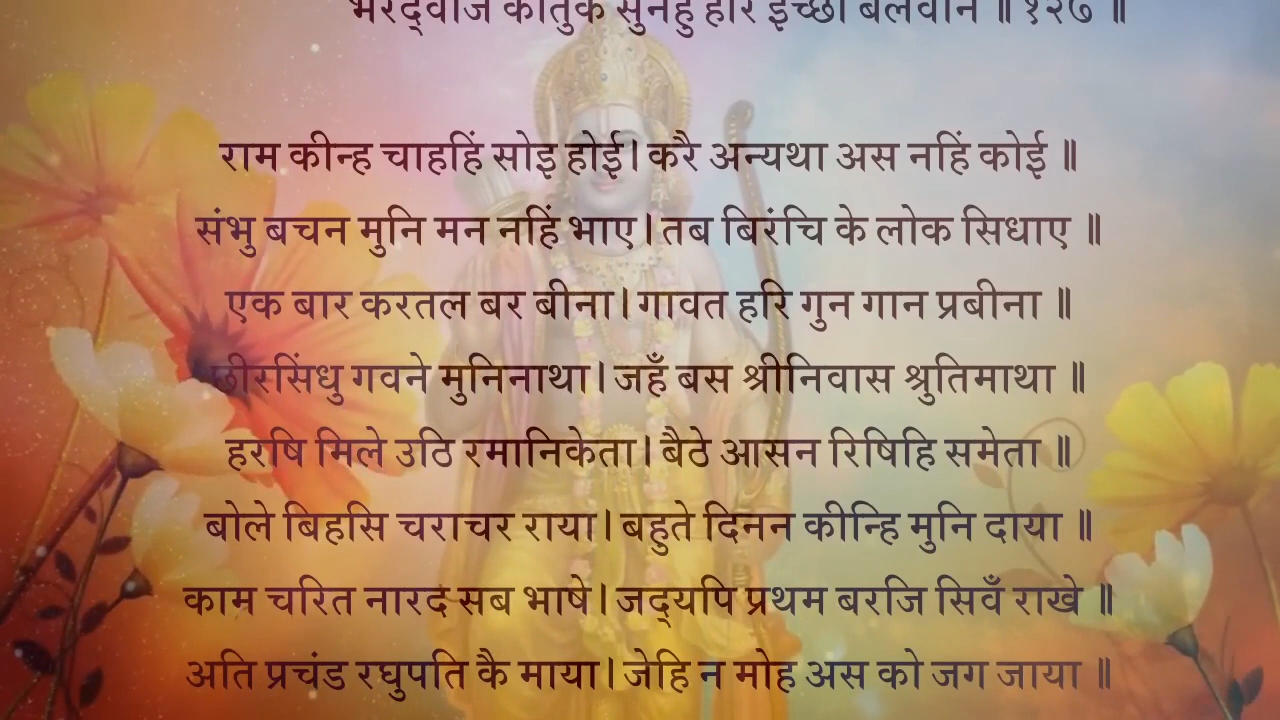 भरद्वाज कौतुक सुनहु हरि इच्छा बलवान ॥ १२७ ॥
राम कीन्ह चाहहिं सोइ होई। करै अन्यथा अस नहिं कोई ॥
संभु बचन मुनि मन नहिं भाए। तब बिरंचि के लोक सिधाए ॥
एक बार करतल बर बीना। गावत हरि गुन गान प्रबीना ॥
छीरसिंधु गवने मुनिनाथा। जहँ बस श्रीनिवास श्रुतिमाथा ॥
हरषि मिले उठि रमानिकेता। बैठे आसन रिषिहि समेता ॥
बोले बिहसि चराचर राया। बहुते दिनन कीन्हि मुनि दाया ॥
काम चरित नारद सब भाषे। जद्यपि प्रथम बरजि सिवँ राखे ॥
अति प्रचंड रघुपति कै माया। जेहि न मोह अस को जग जाया ॥